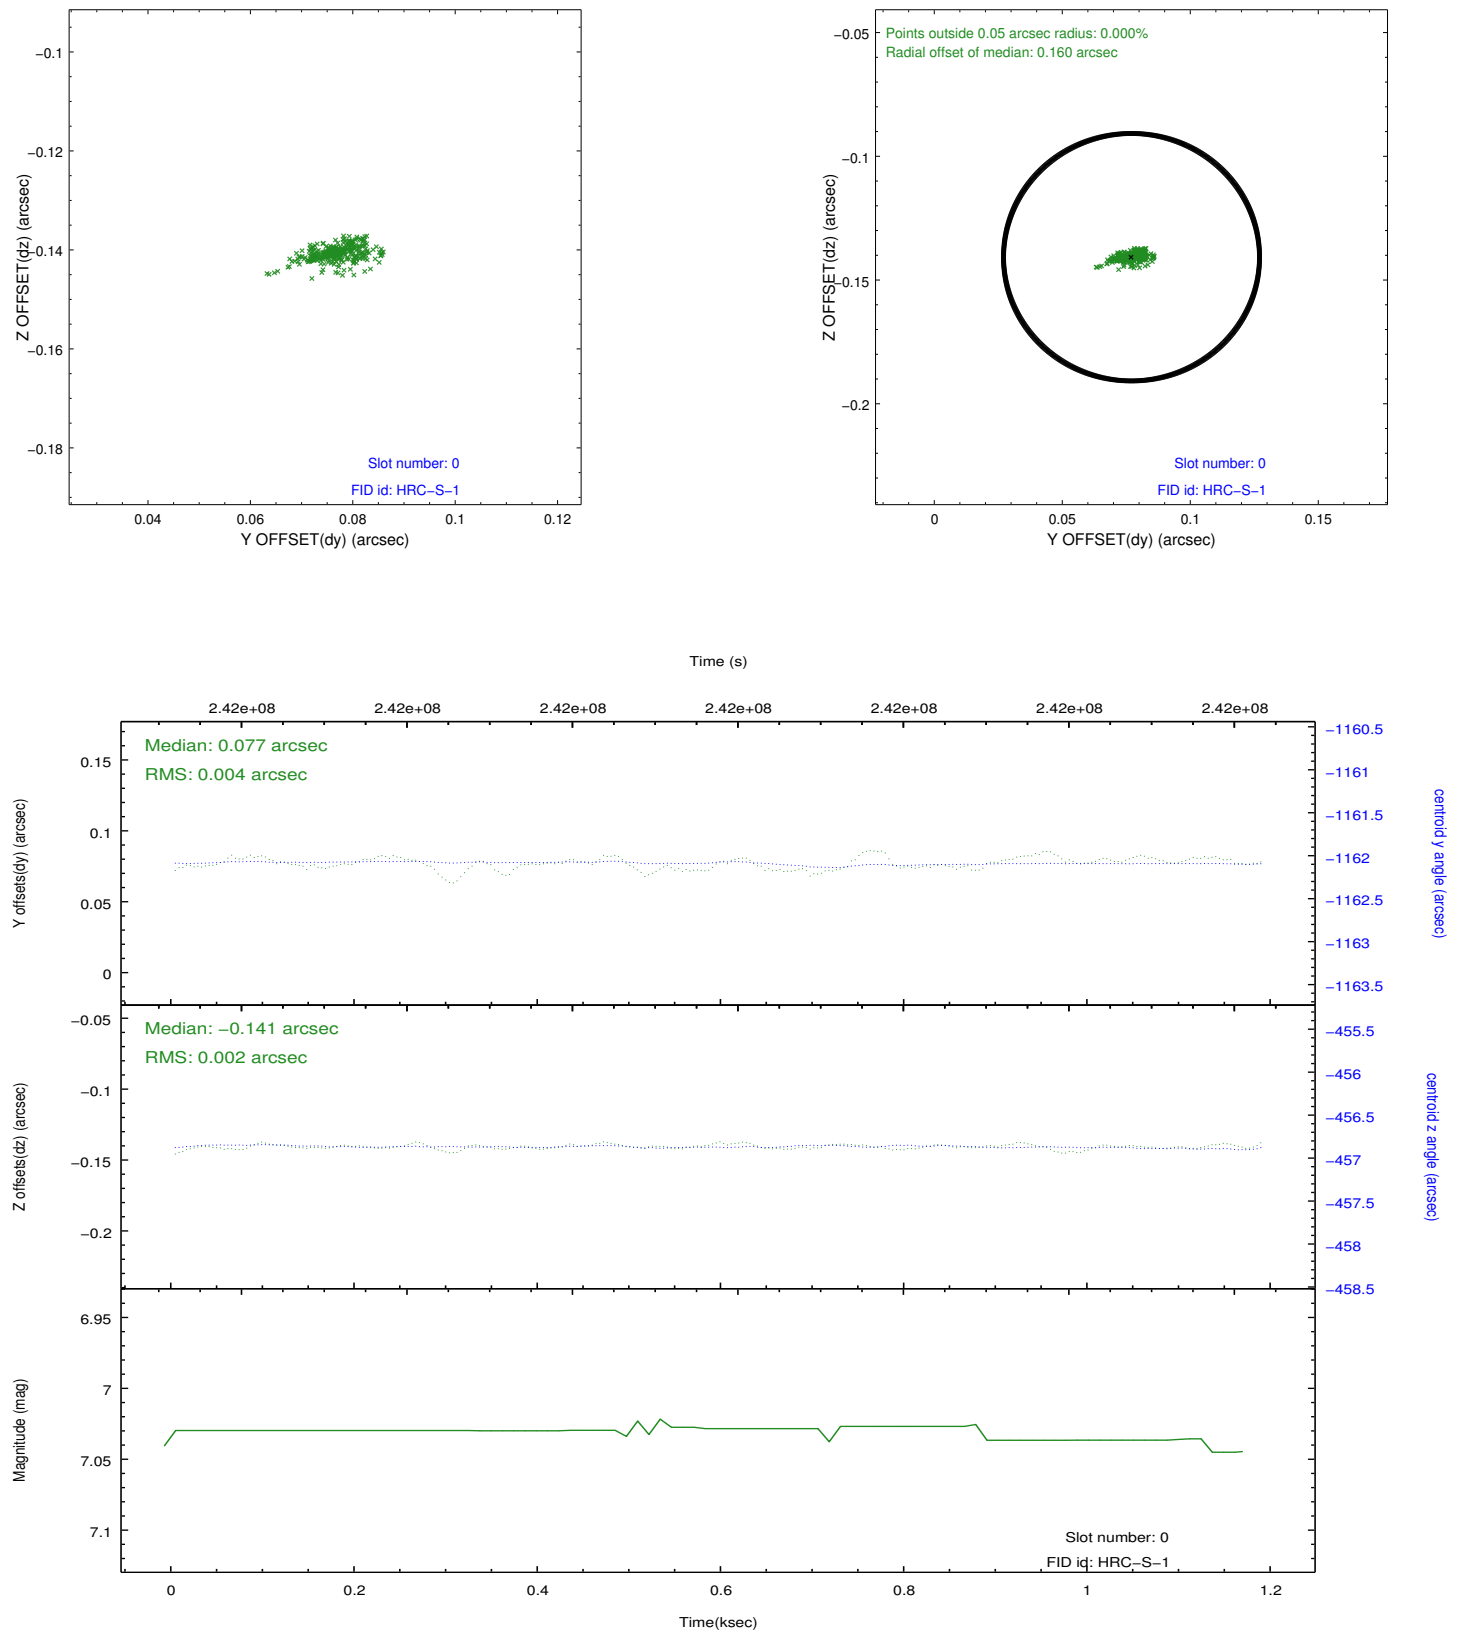 −0.1
−0.12
−0.14
−0.16
−0.18
Z OFFSET(dz) (arcsec)
Slot number: 0
FID id: HRC−S−1
0.04 0.06 0.08 0.1 0.12
Y OFFSET(dy) (arcsec)
Points outside 0.05 arcsec radius: 0.000%
Radial offset of median: 0.160 arcsec
−0.05
−0.1
−0.15
−0.2
Z OFFSET(dz) (arcsec)
Slot number: 0
FID id: HRC−S−1
0 0.05 0.1 0.15
Y OFFSET(dy) (arcsec)
Time (s)
2.42e+08 2.42e+08 2.42e+08 2.42e+08 2.42e+08 2.42e+08 2.42e+08
Median: 0.077 arcsec
RMS: 0.004 arcsec
0.15
0.1
0.05
0
Y offsets(dy) (arcsec)
−1160.5
−1161
−1161.5
−1162
−1162.5
−1163
−1163.5
centroid y angle (arcsec)
Median: −0.141 arcsec
RMS: 0.002 arcsec
−0.05
−0.1
−0.15
−0.2
Z offsets(dz) (arcsec)
−455.5
−456
−456.5
−457
−457.5
−458
−458.5
centroid z angle (arcsec)
6.95
7
7.05
7.1
Magnitude (mag)
Slot number: 0
FID id: HRC−S−1
0 0.2 0.4 0.6 0.8 1 1.2
Time(ksec)